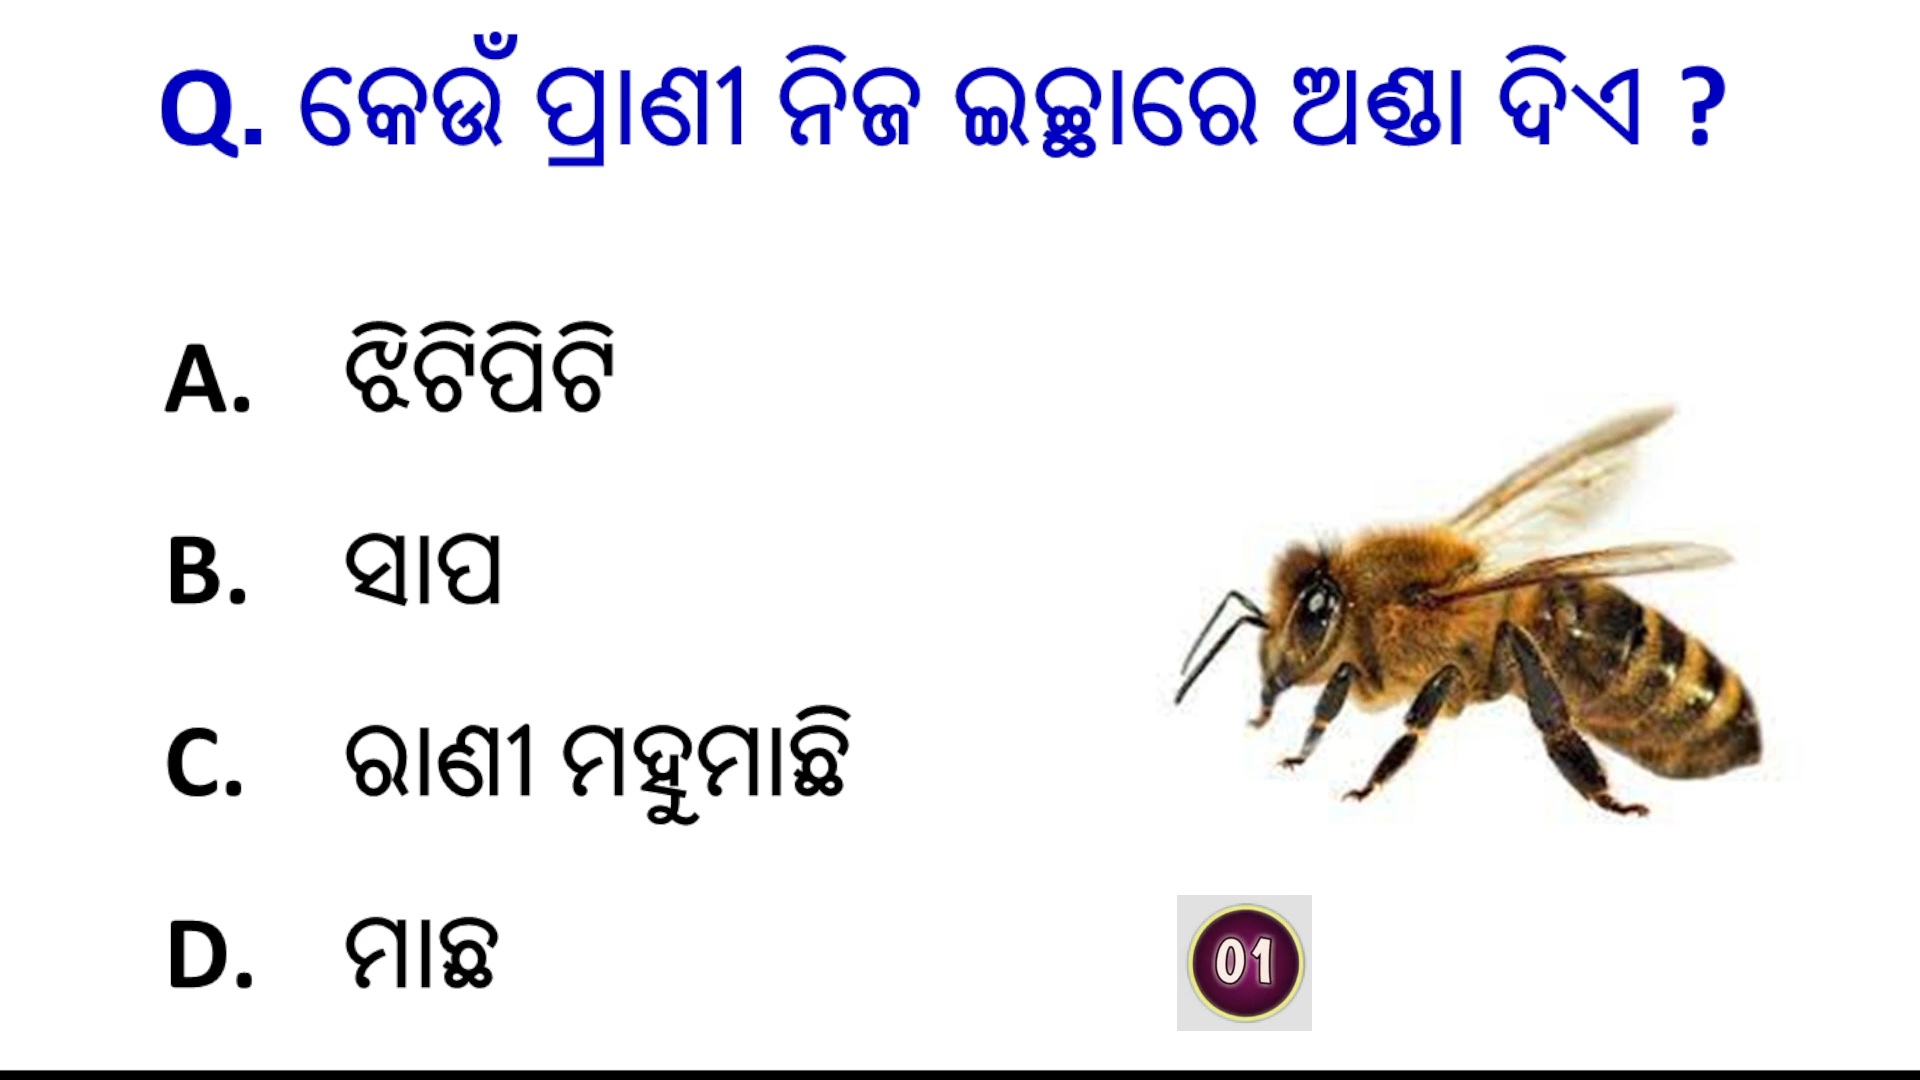 Q. କେଉଁ ପ୍ରାଣୀ ନିଜ ଇଚ୍ଛାରେ ଅଣ୍ଡା ଦିଏ ?
A. ଝିଟିପିଟି
B. ସାପ
C. ରାଣୀ ମହୁମାଛି
D. ମାଛ
01